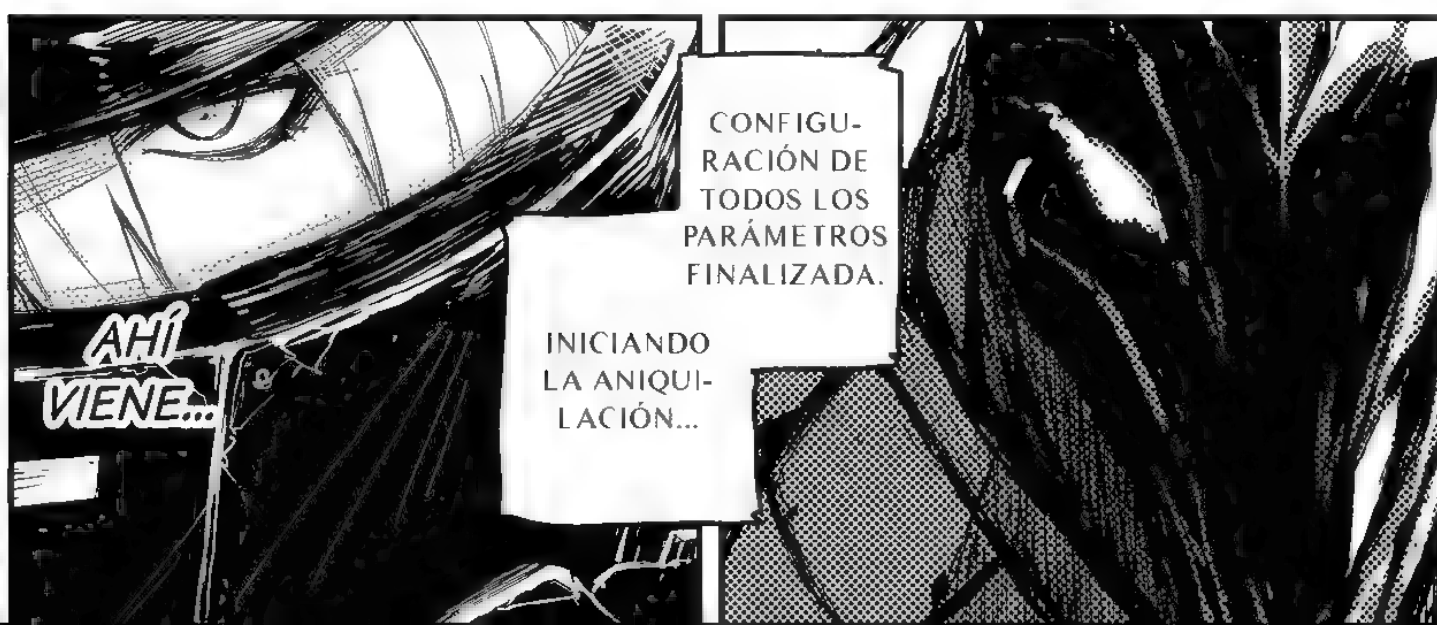 CONFIGU-
RACIÓN DE
TODOS LOS
PARÁMETROS
FINALIZADA.
INICIANDO
LA ANIQUI-
LACIÓN...
AHÍ
VIENE...